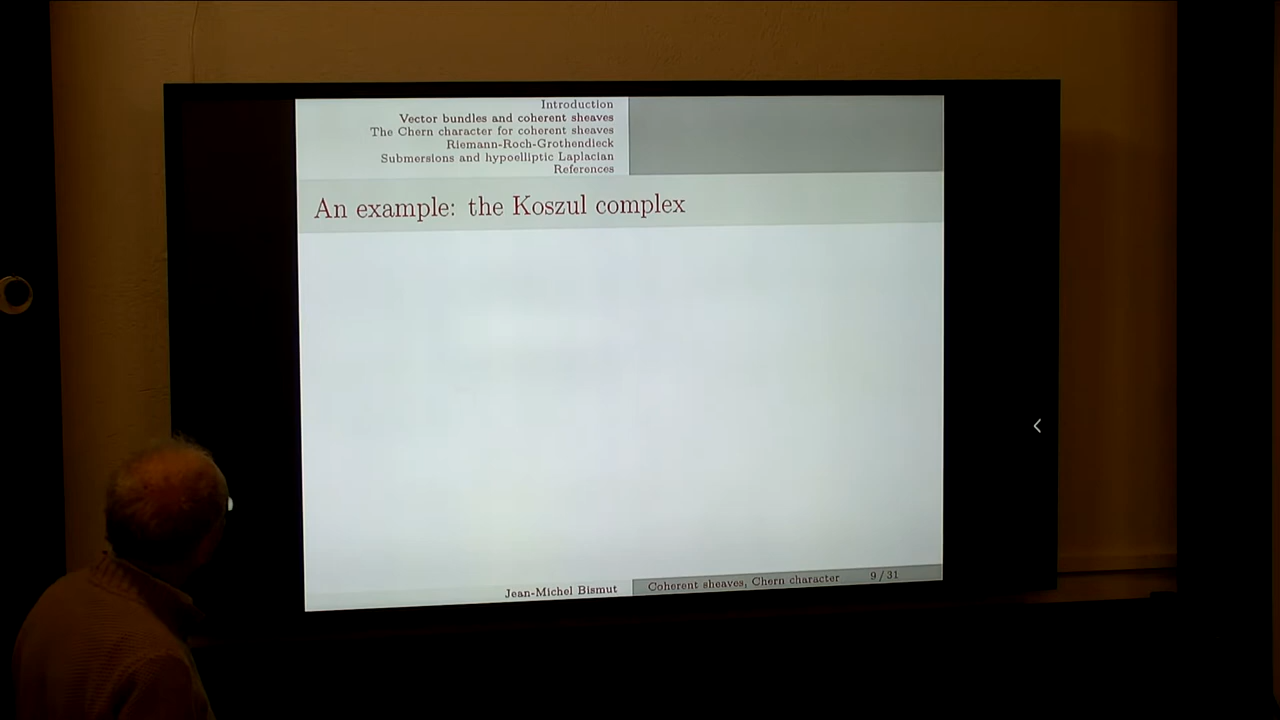 Introduction
Vector bundles and coherent sheaves
The Chern character for coherent sheaves
Riemann-Roch-Grothendieck
Submersions and hypoelliptic Laplacian
References
An example: the Koszul complex
Jean-Michel Bismut
Coherent sheaves, Chern character
9 / 31